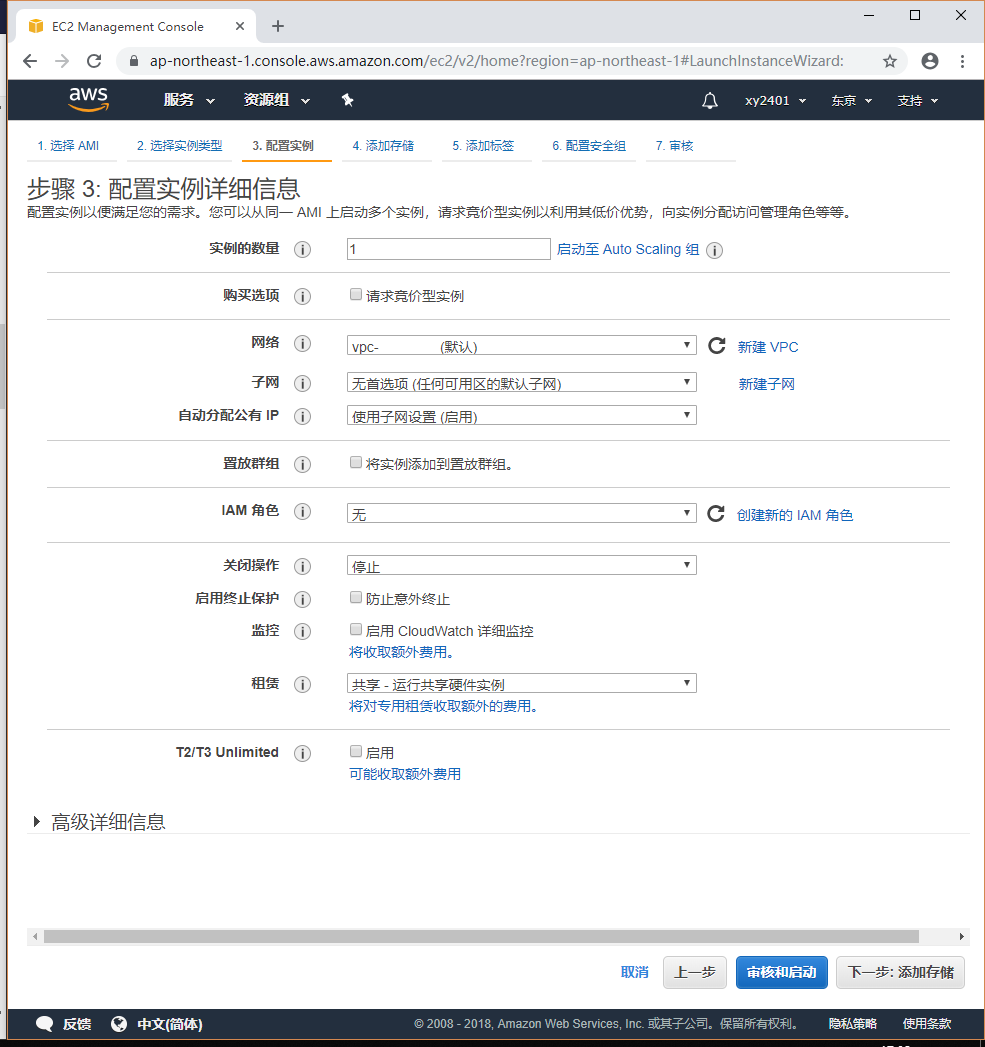 EC2 Management Console
ap-northeast-1.console.aws.amazon.com/ec2/v2/home?region=ap-northeast-1#LaunchInstanceWizard:
aws 服务 资源组 xy2401 东京 支持
1. 选择 AMI 2. 选择实例类型 3. 配置实例 4. 添加存储 5. 添加标签 6. 配置安全组 7. 审核
步骤 3: 配置实例详细信息
配置实例以便满足您的需求。您可以从同一 AMI 上启动多个实例，请求竞价型实例以利用其低价优势，向实例分配访问管理角色等等。
实例的数量 1 启动至 Auto Scaling 组
购买选项 请求竞价型实例
网络 vpc- (默认) 新建 VPC
子网 无首选项 (任何可用区的默认子网) 新建子网
自动分配公有 IP 使用子网设置 (启用)
置放群组 将实例添加到置放群组。
IAM 角色 无 创建新的 IAM 角色
关闭操作 停止
启用终止保护 防止意外终止
监控 启用 CloudWatch 详细监控
将收取额外费用。
租赁 共享 - 运行共享硬件实例
将对专用租赁收取额外的费用。
T2/T3 Unlimited 启用
可能收取额外费用
高级详细信息
取消 上一步 审核和启动 下一步: 添加存储
反馈 中文(简体) © 2008 - 2018, Amazon Web Services, Inc. 或其子公司。保留所有权利。 隐私策略 使用条款